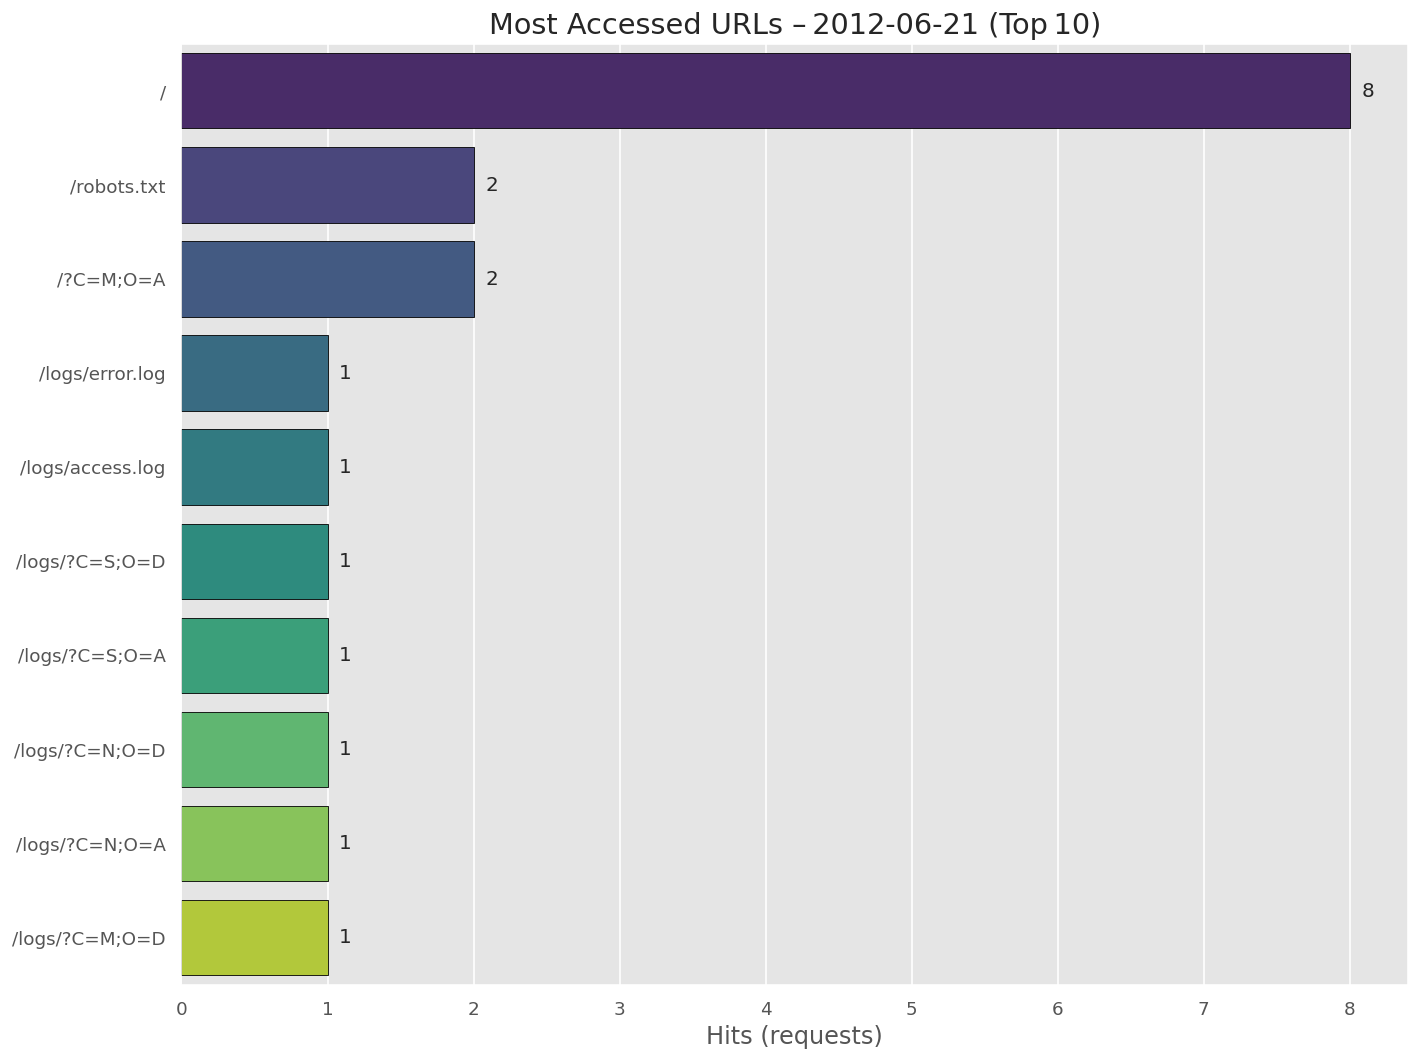 Most Accessed URLs – 2012-06-21 (Top 10)
/ 8
/robots.txt 2
/?C=M;O=A 2
/logs/error.log 1
/logs/access.log 1
/logs/?C=S;O=D 1
/logs/?C=S;O=A 1
/logs/?C=N;O=D 1
/logs/?C=N;O=A 1
/logs/?C=M;O=D 1
0 1 2 3 4 5 6 7 8
Hits (requests)